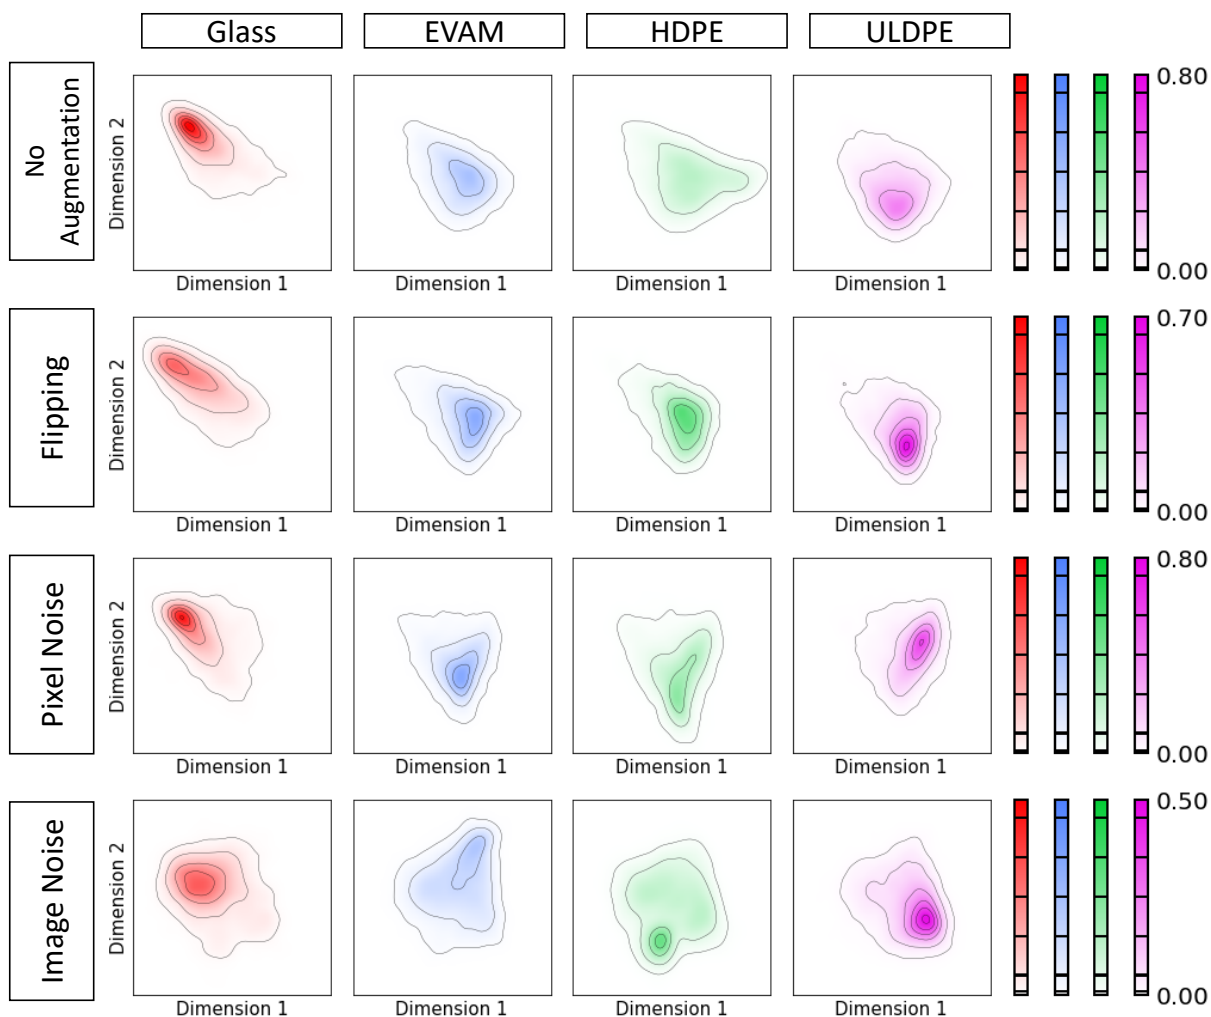 Glass EVAM HDPE ULDPE
No
Augmentation
Dimension 2
0.80
0.00
Dimension 1 Dimension 1 Dimension 1 Dimension 1
Flipping
Dimension 2
0.70
0.00
Dimension 1 Dimension 1 Dimension 1 Dimension 1
Pixel Noise
Dimension 2
0.80
0.00
Dimension 1 Dimension 1 Dimension 1 Dimension 1
Image Noise
Dimension 2
0.50
0.00
Dimension 1 Dimension 1 Dimension 1 Dimension 1